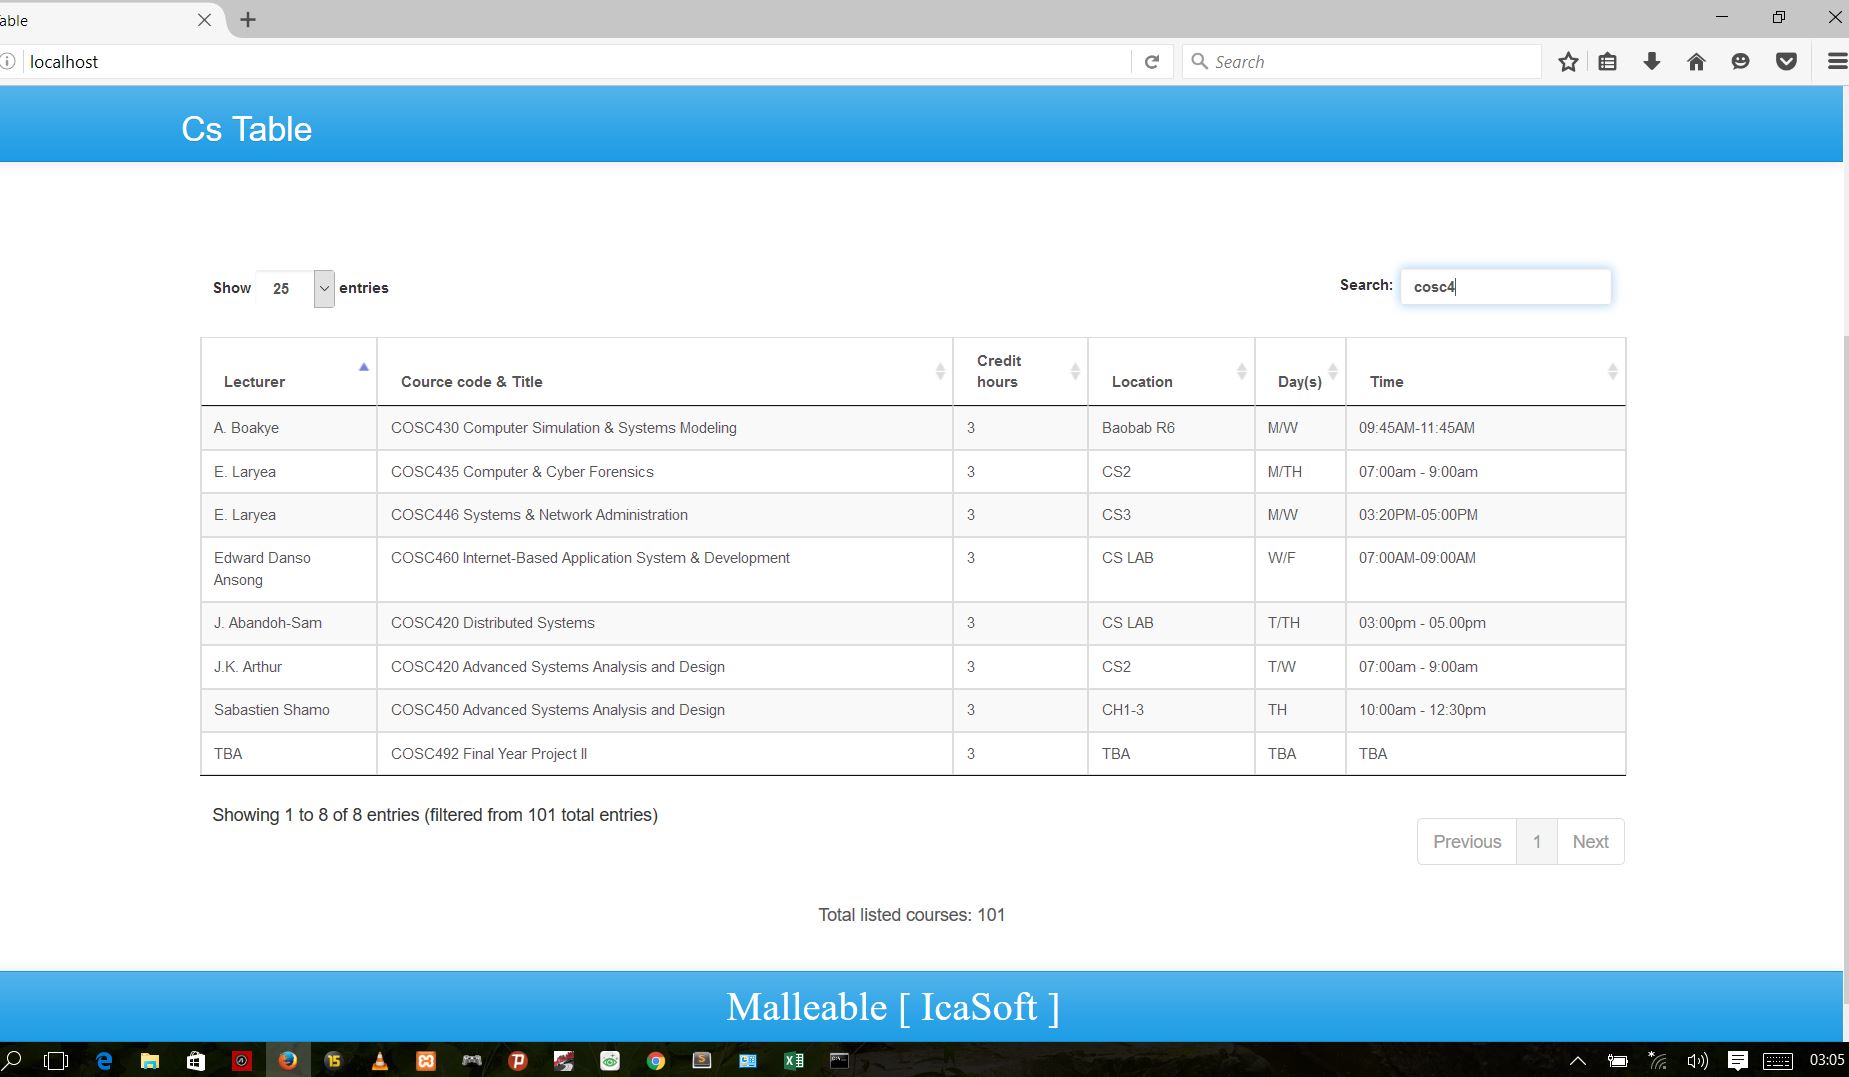 able
localhost
Search
Cs Table
Show 25 entries
Search: cosc4
Lecturer Cource code & Title Credit hours Location Day(s) Time
A. Boakye COSC430 Computer Simulation & Systems Modeling 3 Baobab R6 M/W 09:45AM-11:45AM
E. Laryea COSC435 Computer & Cyber Forensics 3 CS2 M/TH 07:00am - 9:00am
E. Laryea COSC446 Systems & Network Administration 3 CS3 M/W 03:20PM-05:00PM
Edward Danso Ansong COSC460 Internet-Based Application System & Development 3 CS LAB W/F 07:00AM-09:00AM
J. Abandoh-Sam COSC420 Distributed Systems 3 CS LAB T/TH 03:00pm - 05.00pm
J.K. Arthur COSC420 Advanced Systems Analysis and Design 3 CS2 T/W 07:00am - 9:00am
Sabastien Shamo COSC450 Advanced Systems Analysis and Design 3 CH1-3 TH 10:00am - 12:30pm
TBA COSC492 Final Year Project II 3 TBA TBA TBA
Showing 1 to 8 of 8 entries (filtered from 101 total entries)
Previous 1 Next
Total listed courses: 101
Malleable [ IcaSoft ]
15
03:05